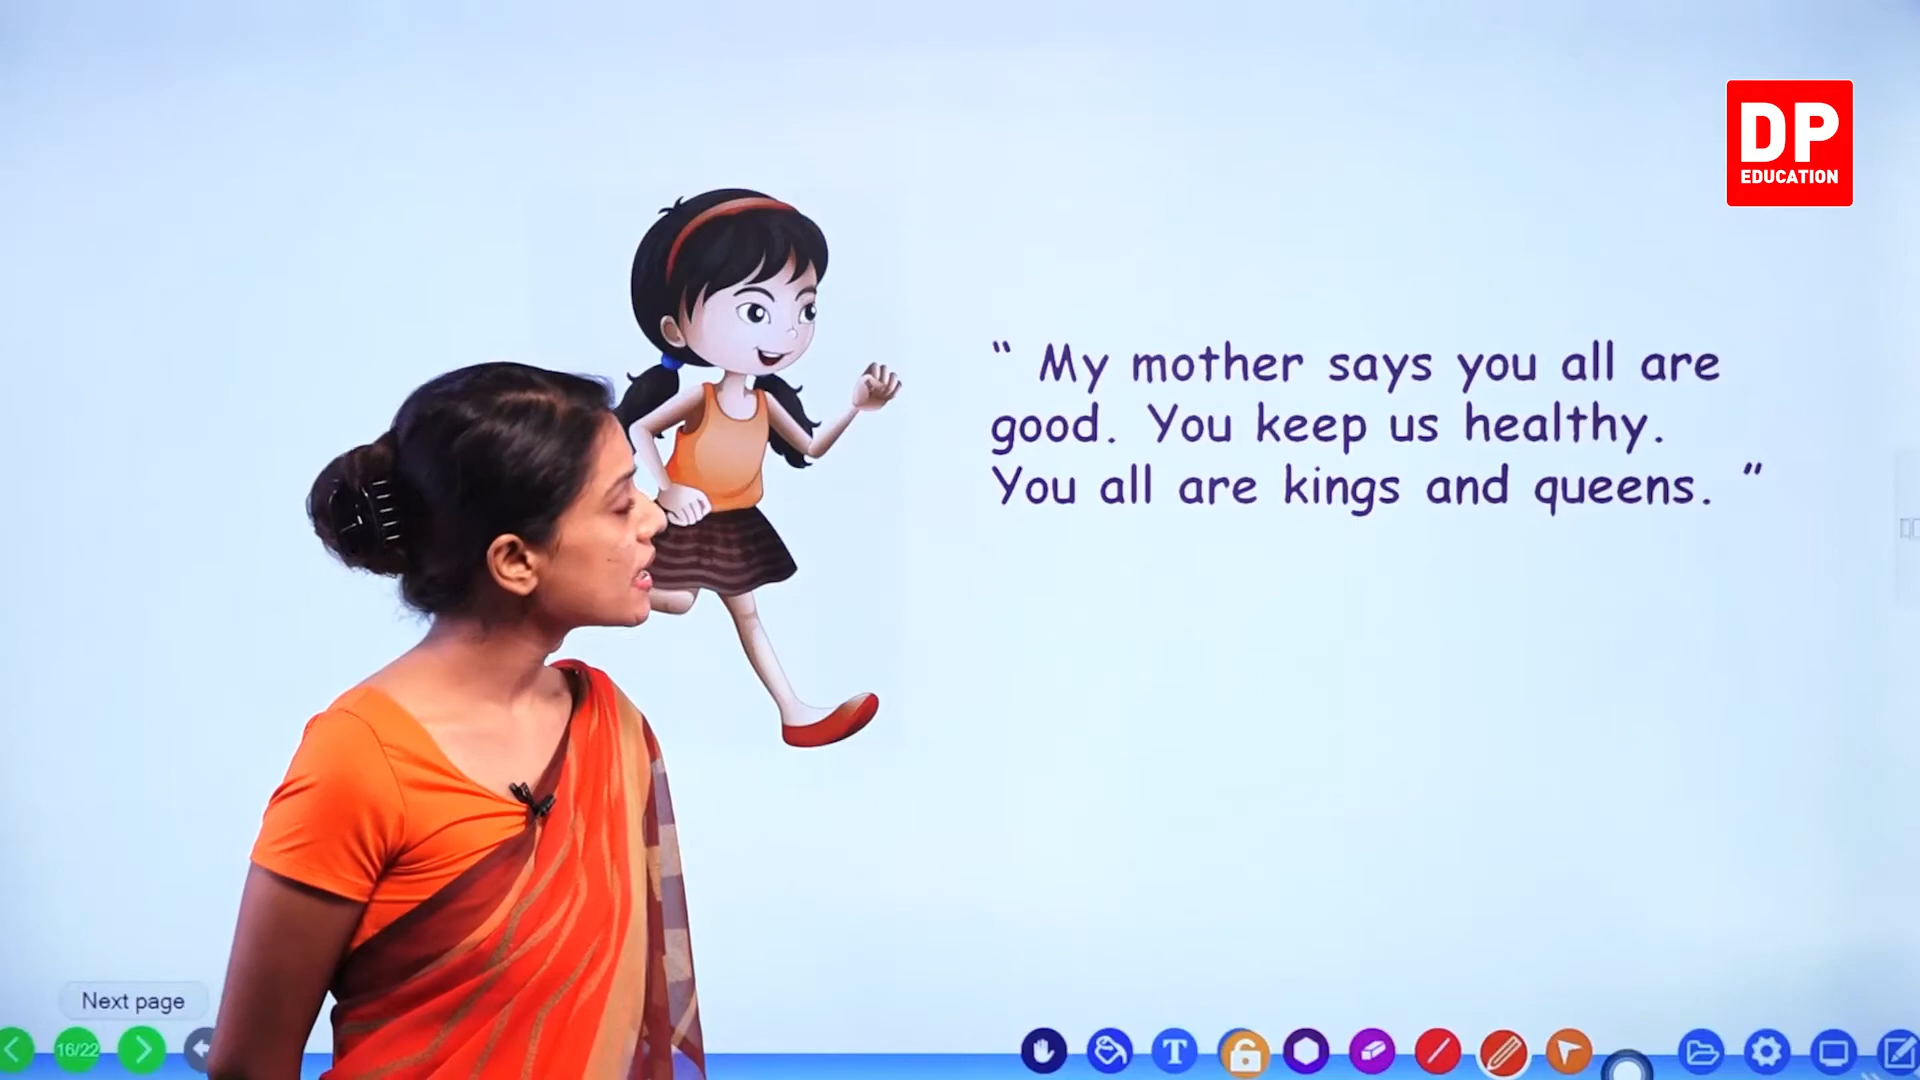 DP
EDUCATION
“ My mother says you all are
good. You keep us healthy.
You all are kings and queens. ”
Next page
16/22
T